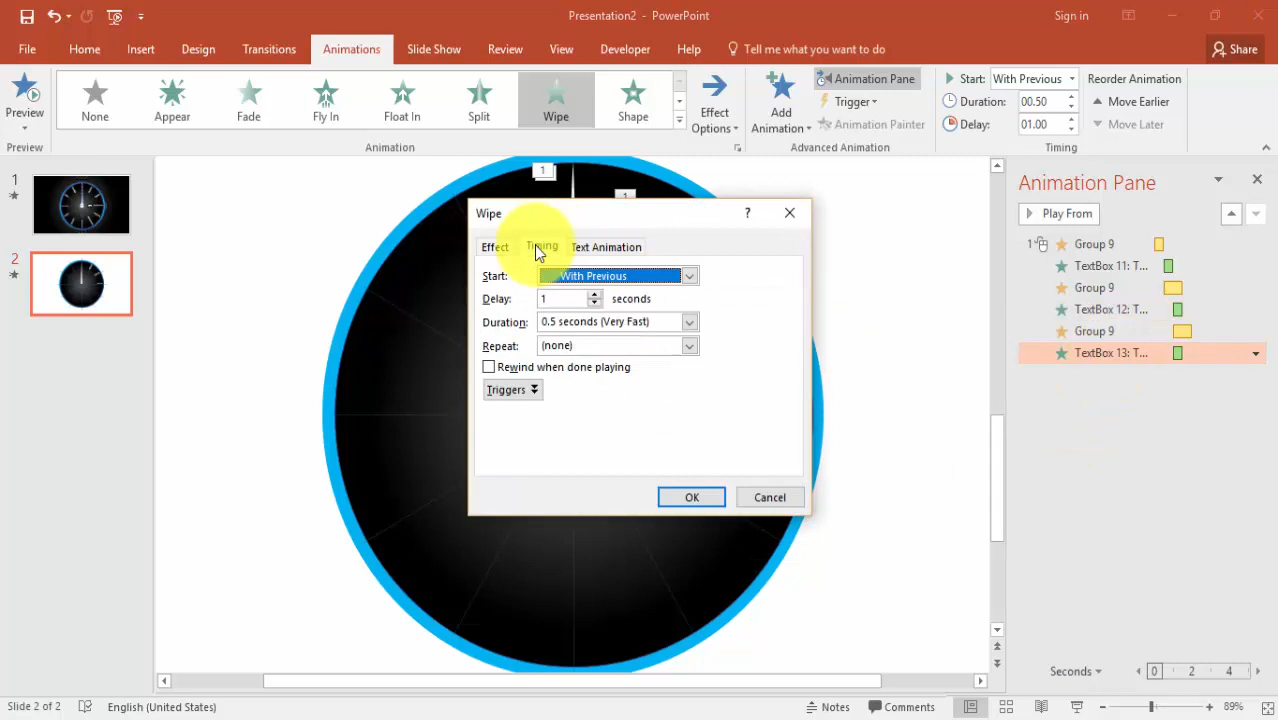 Presentation2 - PowerPoint
Sign in
File
Home
Insert
Design
Transitions
Animations
Slide Show
Review
View
Developer
Help
Tell me what you want to do
Share
Preview
None
Appear
Fade
Fly In
Float In
Split
Wipe
Shape
Effect
Options
Add
Animation
Animation Pane
Trigger
Animation Painter
Start:
With Previous
Duration:
00.50
Delay:
01.00
Reorder Animation
Move Earlier
Move Later
Preview
Animation
Advanced Animation
Timing
1
2
1
1
Wipe
?
Effect
Timing
Text Animation
Start:
With Previous
Delay:
1
seconds
Duration:
0.5 seconds (Very Fast)
Repeat:
(none)
Rewind when done playing
Triggers
OK
Cancel
Animation Pane
Play From
1
Group 9
TextBox 11: T...
Group 9
TextBox 12: T...
Group 9
TextBox 13: T...
Seconds
0
2
4
Slide 2 of 2
English (United States)
Notes
Comments
89%